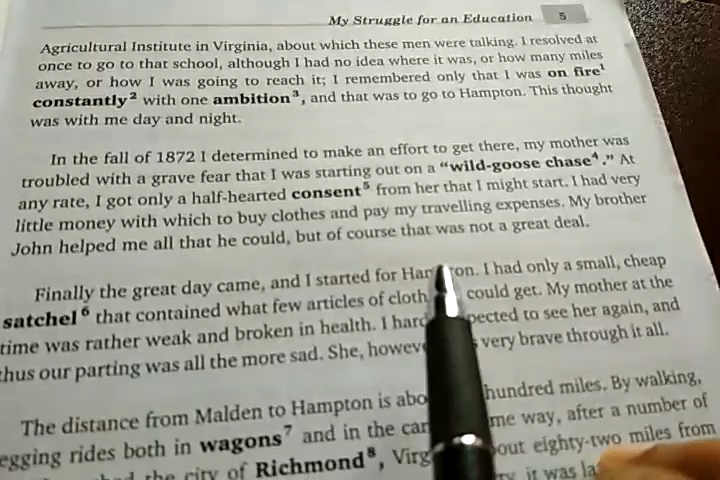 My Struggle for an Education 5
Agricultural Institute in Virginia, about which these men were talking. I resolved at
once to go to that school, although I had no idea where it was, or how many miles
away, or how I was going to reach it; I remembered only that I was on fire¹
constantly² with one ambition³, and that was to go to Hampton. This thought
was with me day and night.
In the fall of 1872 I determined to make an effort to get there, my mother was
troubled with a grave fear that I was starting out on a “wild-goose chase⁴.” At
any rate, I got only a half-hearted consent⁵ from her that I might start. I had very
little money with which to buy clothes and pay my travelling expenses. My brother
John helped me all that he could, but of course that was not a great deal.
Finally the great day came, and I started for Ham on. I had only a small, cheap
satchel⁶ that contained what few articles of cloth could get. My mother at the
time was rather weak and broken in health. I hard pected to see her again, and
thus our parting was all the more sad. She, howeve very brave through it all.
The distance from Malden to Hampton is abo hundred miles. By walking,
egging rides both in wagons⁷ and in the car me way, after a number of
the city of Richmond⁸, Virg out eighty-two miles from
it was la